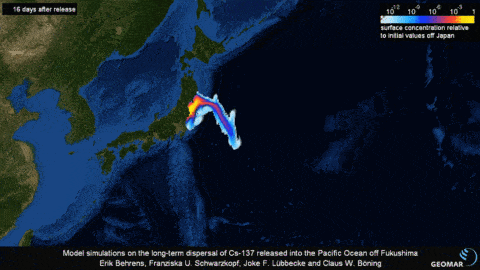 16 days after release
10⁻¹² 10⁻⁹ 10⁻⁶ 10⁻³ 1
surface concentration relative
to initial values off Japan
Model simulations on the long-term dispersal of Cs-137 released into the Pacific Ocean off Fukushima
Erik Behrens, Franziska U. Schwarzkopf, Joke F. Lübbecke and Claus W. Böning
GEOMAR